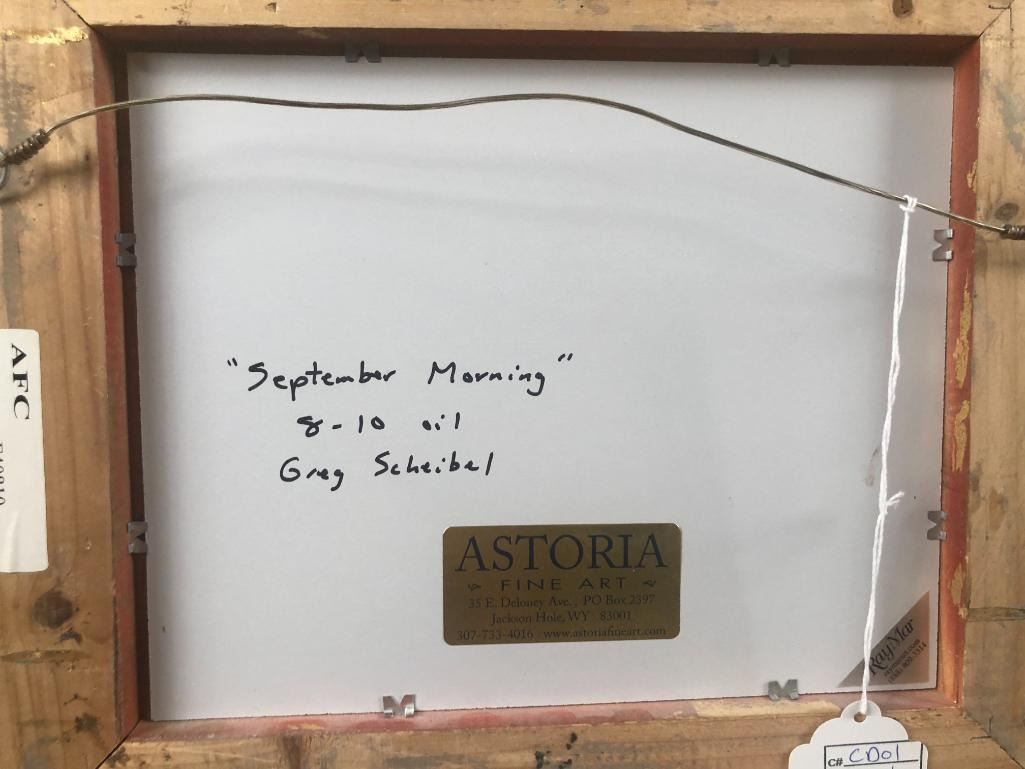 "September Morning"
8-10 oil
Greg Scheibel
ASTORIA
FINE ART
35 E. Deloney Ave., PO Box 2397
Jackson Hole, WY 83001
307-733-4016 www.astoriafineart.com
AFC
RayMar
C# CD01